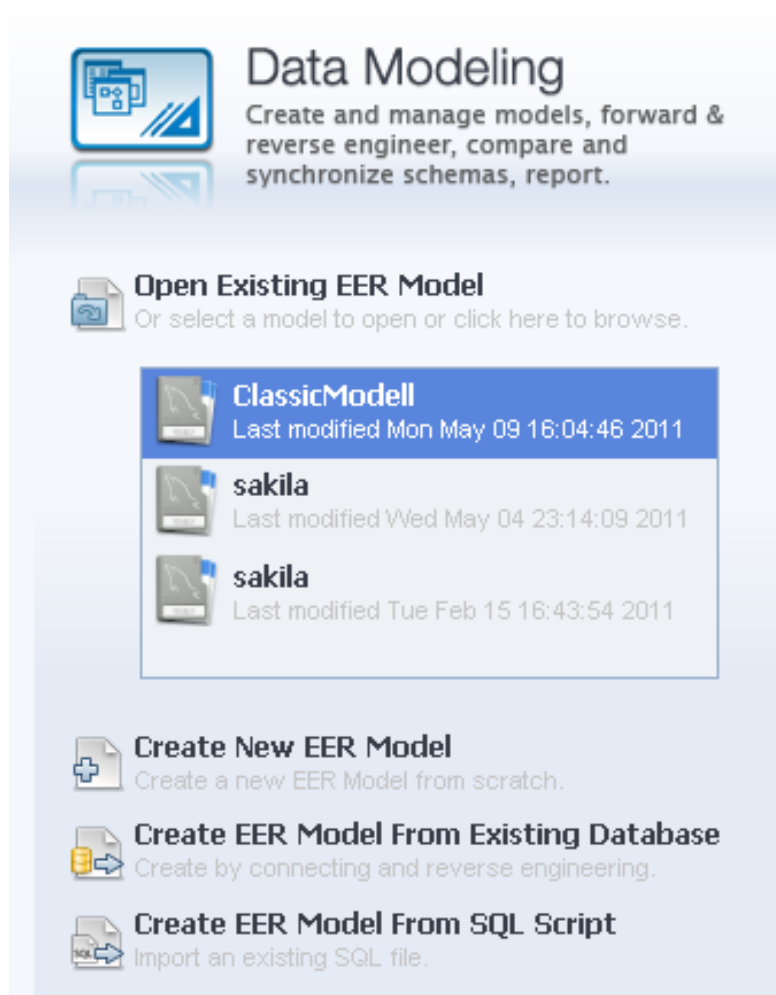 Data Modeling
Create and manage models, forward &
reverse engineer, compare and
synchronize schemas, report.
Open Existing EER Model
Or select a model to open or click here to browse.
ClassicModell
Last modified Mon May 09 16:04:46 2011
sakila
Last modified Wed May 04 23:14:09 2011
sakila
Last modified Tue Feb 15 16:43:54 2011
Create New EER Model
Create a new EER Model from scratch.
Create EER Model From Existing Database
Create by connecting and reverse engineering.
Create EER Model From SQL Script
Import an existing SQL file.